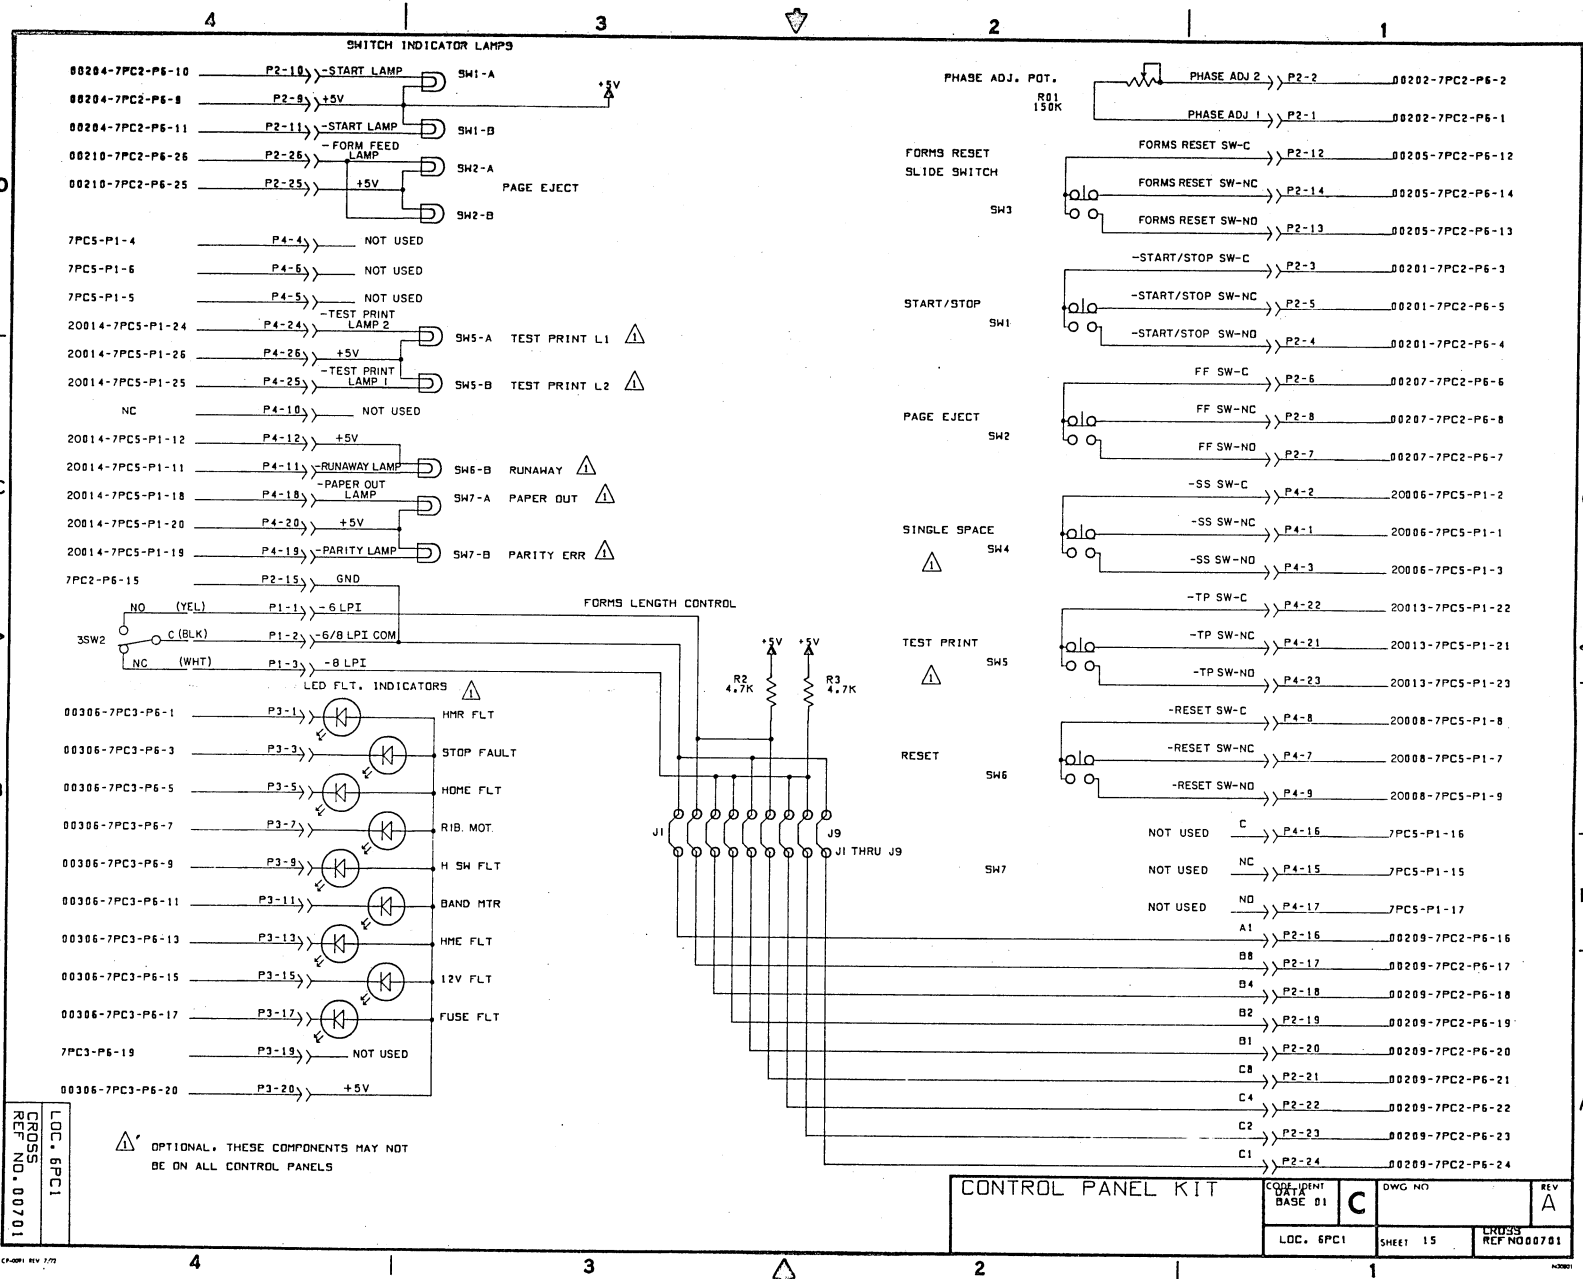 4 3 2 1
SWITCH INDICATOR LAMPS
00204-7PC2-P6-10 P2-10 -START LAMP SW1-A
00204-7PC2-P6-9 P2-9 +5V +5V
00204-7PC2-P6-11 P2-11 -START LAMP SW1-B
00210-7PC2-P6-26 P2-26 -FORM FEED LAMP SW2-A
00210-7PC2-P6-25 P2-25 +5V PAGE EJECT
SW2-B
7PC5-P1-4 P4-4 NOT USED
7PC5-P1-6 P4-6 NOT USED
7PC5-P1-5 P4-5 NOT USED
20014-7PC5-P1-24 P4-24 -TEST PRINT LAMP 2 SW5-A TEST PRINT L1 1
20014-7PC5-P1-26 P4-26 +5V
20014-7PC5-P1-25 P4-25 -TEST PRINT LAMP 1 SW5-B TEST PRINT L2 1
NC P4-10 NOT USED
20014-7PC5-P1-12 P4-12 +5V
20014-7PC5-P1-11 P4-11 -RUNAWAY LAMP SW6-B RUNAWAY 1
20014-7PC5-P1-18 P4-18 -PAPER OUT LAMP SW7-A PAPER OUT 1
20014-7PC5-P1-20 P4-20 +5V
20014-7PC5-P1-19 P4-19 -PARITY LAMP SW7-B PARITY ERR 1
7PC2-P6-15 P2-15 GND
NO (YEL) P1-1 -6 LPI FORMS LENGTH CONTROL
3SW2 C (BLK) P1-2 -6/8 LPI COM
NC (WHT) P1-3 -8 LPI
+5V +5V
R2 4.7K R3 4.7K
LED FLT. INDICATORS 1
00306-7PC3-P6-1 P3-1 HMR FLT
00306-7PC3-P6-3 P3-3 STOP FAULT
00306-7PC3-P6-5 P3-5 HOME FLT
00306-7PC3-P6-7 P3-7 RIB. MOT.
00306-7PC3-P6-9 P3-9 H SW FLT
00306-7PC3-P6-11 P3-11 BAND MTR
00306-7PC3-P6-13 P3-13 HME FLT
00306-7PC3-P6-15 P3-15 12V FLT
00306-7PC3-P6-17 P3-17 FUSE FLT
7PC3-P6-19 P3-19 NOT USED
00306-7PC3-P6-20 P3-20 +5V
J1 J9
J1 THRU J9
PHASE ADJ. POT. PHASE ADJ 2 P2-2 00202-7PC2-P6-2
R01
150K
PHASE ADJ 1 P2-1 00202-7PC2-P6-1
FORMS RESET SLIDE SWITCH
SW3
FORMS RESET SW-C P2-12 00205-7PC2-P6-12
FORMS RESET SW-NC P2-14 00205-7PC2-P6-14
FORMS RESET SW-NO P2-13 00205-7PC2-P6-13
START/STOP
SW1
-START/STOP SW-C P2-3 00201-7PC2-P6-3
-START/STOP SW-NC P2-5 00201-7PC2-P6-5
-START/STOP SW-NO P2-4 00201-7PC2-P6-4
PAGE EJECT
SW2
FF SW-C P2-6 00207-7PC2-P6-6
FF SW-NC P2-8 00207-7PC2-P6-8
FF SW-NO P2-7 00207-7PC2-P6-7
SINGLE SPACE
SW4
1
-SS SW-C P4-2 20006-7PC5-P1-2
-SS SW-NC P4-1 20006-7PC5-P1-1
-SS SW-NO P4-3 20006-7PC5-P1-3
TEST PRINT
SW5
1
-TP SW-C P4-22 20013-7PC5-P1-22
-TP SW-NC P4-21 20013-7PC5-P1-21
-TP SW-NO P4-23 20013-7PC5-P1-23
RESET
SW6
-RESET SW-C P4-8 20008-7PC5-P1-8
-RESET SW-NC P4-7 20008-7PC5-P1-7
-RESET SW-NO P4-9 20008-7PC5-P1-9
SW7
NOT USED C P4-16 7PC5-P1-16
NOT USED NC P4-15 7PC5-P1-15
NOT USED NO P4-17 7PC5-P1-17
A1 P2-16 00209-7PC2-P6-16
B8 P2-17 00209-7PC2-P6-17
B4 P2-18 00209-7PC2-P6-18
B2 P2-19 00209-7PC2-P6-19
B1 P2-20 00209-7PC2-P6-20
C8 P2-21 00209-7PC2-P6-21
C4 P2-22 00209-7PC2-P6-22
C2 P2-23 00209-7PC2-P6-23
C1 P2-24 00209-7PC2-P6-24
1 OPTIONAL. THESE COMPONENTS MAY NOT
BE ON ALL CONTROL PANELS
LOC. 6PC1
CROSS
REF NO. 00701
CONTROL PANEL KIT
CODE IDENT
DATA
BASE 01
C
DWG NO
REV
A
LOC. 6PC1
SHEET 15
CROSS
REF NO 00701
CP-0091 REV 7/72
4 3 2 1